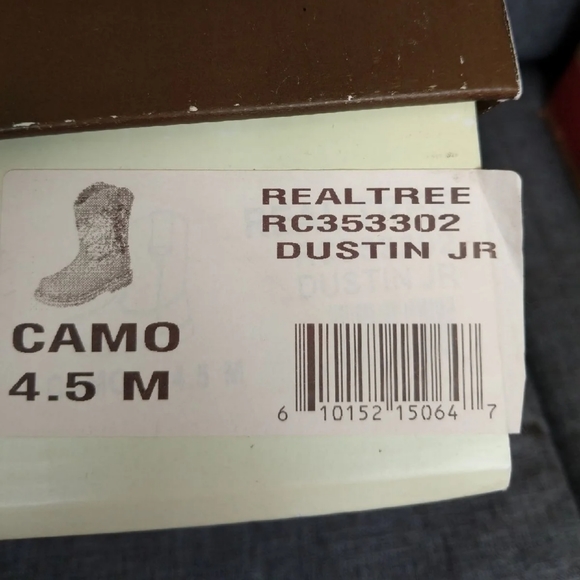 REALTREE
RC353302
DUSTIN JR
CAMO
4.5 M
6 10152 15064 7